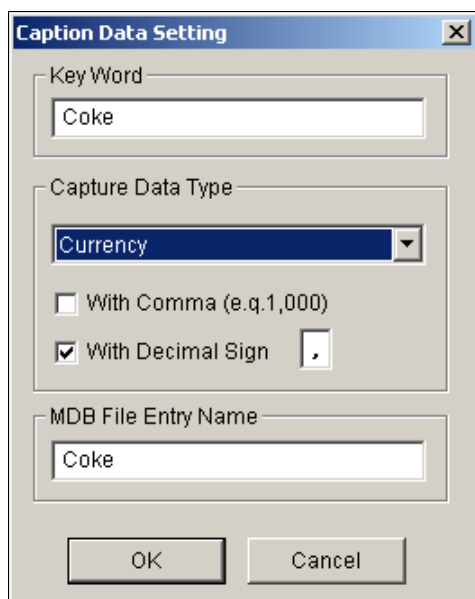 Caption Data Setting
Key Word
Coke
Capture Data Type
Currency
With Comma (e.q.1,000)
With Decimal Sign ,
MDB File Entry Name
Coke
OK Cancel